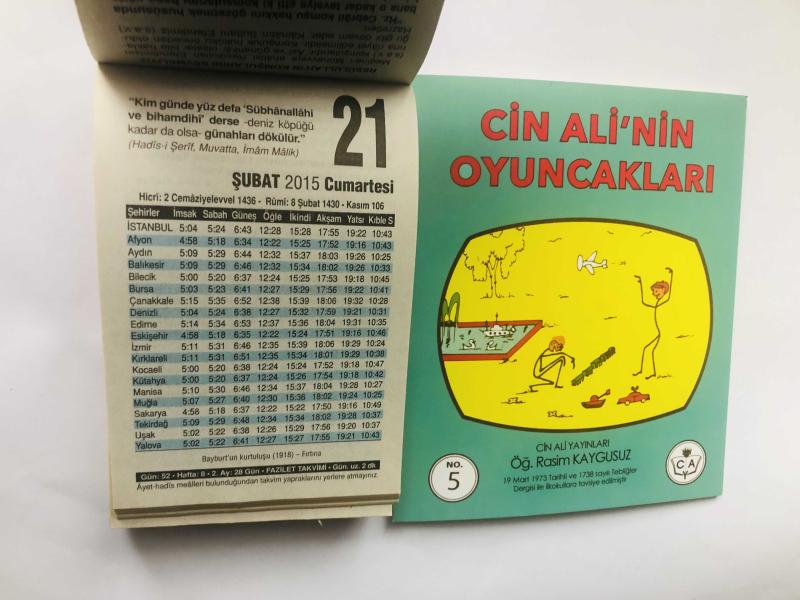 RESULULLAH'IN KOMŞULARI
"Kim günde yüz defa 'Sübhânallâhi
ve bihamdihi' derse -deniz köpüğü
kadar da olsa- günahları dökülür."
(Hadîs-i Şerîf, Muvatta, İmâm Mâlik)
21
ŞUBAT 2015 Cumartesi
Hicrî: 2 Cemâziyelevvel 1436 - Rûmî: 8 Şubat 1430 - Kasım 106
Şehirler İmsak Sabah Güneş Öğle İkindi Akşam Yatsı Kıble S
İSTANBUL 5:04 5:24 6:43 12:28 15:28 17:55 19:22 10:43
Afyon 4:58 5:18 6:34 12:22 15:25 17:52 19:16 10:43
Aydın 5:09 5:29 6:44 12:32 15:37 18:03 19:26 10:25
Balıkesir 5:09 5:29 6:46 12:32 15:34 18:02 19:26 10:33
Bilecik 5:00 5:20 6:37 12:24 15:25 17:53 19:18 10:45
Bursa 5:03 5:23 6:41 12:27 15:29 17:56 19:22 10:41
Çanakkale 5:15 5:35 6:52 12:38 15:39 18:06 19:32 10:28
Denizli 5:04 5:24 6:38 12:27 15:32 17:59 19:21 10:31
Edirne 5:14 5:34 6:53 12:37 15:36 18:04 19:31 10:35
Eskişehir 4:58 5:18 6:35 12:22 15:24 17:51 19:16 10:46
İzmir 5:11 5:31 6:46 12:35 15:39 18:06 19:29 10:24
Kırklareli 5:11 5:31 6:51 12:35 15:34 18:01 19:29 10:38
Kocaeli 5:00 5:20 6:38 12:24 15:24 17:52 19:18 10:47
Kütahya 5:00 5:20 6:37 12:24 15:26 17:54 19:18 10:42
Manisa 5:10 5:30 6:46 12:34 15:37 18:04 19:28 10:27
Muğla 5:07 5:27 6:40 12:30 15:36 18:02 19:24 10:25
Sakarya 4:58 5:18 6:37 12:22 15:22 17:50 19:16 10:49
Tekirdağ 5:09 5:29 6:48 12:34 15:34 18:02 19:28 10:37
Uşak 5:02 5:22 6:38 12:26 15:29 17:56 19:20 10:37
Yalova 5:02 5:22 6:41 12:27 15:27 17:55 19:21 10:43
Bayburt'un kurtuluşu (1918) – Fırtına
Gün: 52 • Hafta: 8 • 2. Ay: 28 Gün • FAZİLET TAKVİMİ • Gün. uz. 2 dk
Âyet-hadîs meâlleri bulunduğundan takvim yapraklarını yerlere atmayınız.
CİN ALİ'NİN
OYUNCAKLARI
CİN ALİ YAYINLARI
Öğ. Rasim KAYGUSUZ
19 Mart 1973 Tarihli ve 1738 sayılı Tebliğler
Dergisi ile ilkokullara tavsiye edilmiştir
NO.
5
C A
Y